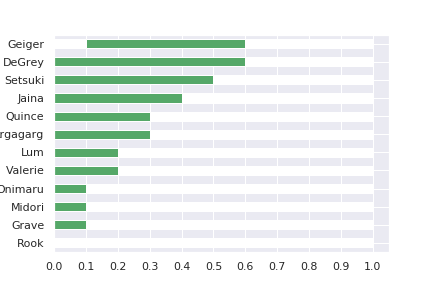 Geiger
DeGrey
Setsuki
Jaina
Quince
rgagarg
Lum
Valerie
Onimaru
Midori
Grave
Rook
0.0 0.1 0.2 0.3 0.4 0.5 0.6 0.7 0.8 0.9 1.0